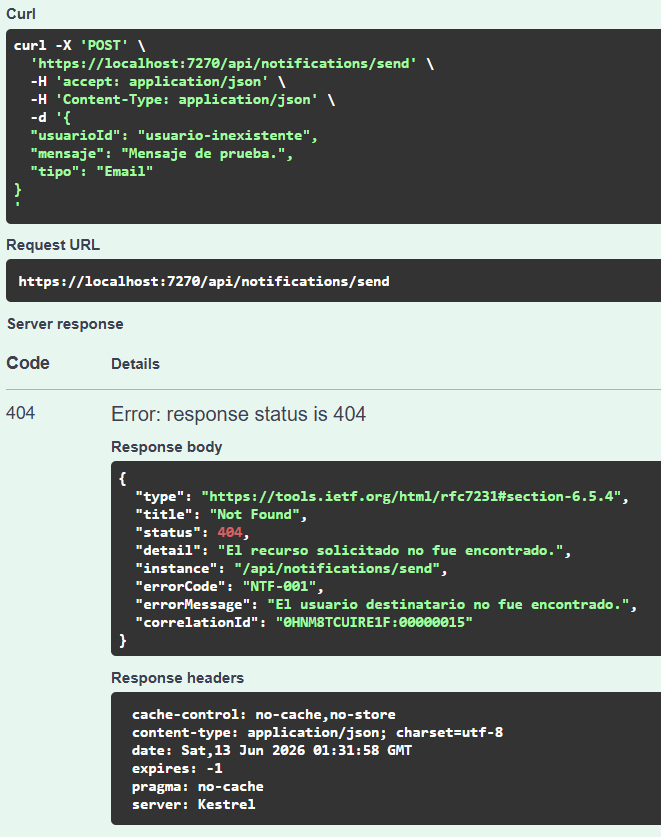 Curl
curl -X 'POST' \
  'https://localhost:7270/api/notifications/send' \
  -H 'accept: application/json' \
  -H 'Content-Type: application/json' \
  -d '{
  "usuarioId": "usuario-inexistente",
  "mensaje": "Mensaje de prueba.",
  "tipo": "Email"
}
'
Request URL
https://localhost:7270/api/notifications/send
Server response
Code Details
404 Error: response status is 404
Response body
{
  "type": "https://tools.ietf.org/html/rfc7231#section-6.5.4",
  "title": "Not Found",
  "status": 404,
  "detail": "El recurso solicitado no fue encontrado.",
  "instance": "/api/notifications/send",
  "errorCode": "NTF-001",
  "errorMessage": "El usuario destinatario no fue encontrado.",
  "correlationId": "0HNM8TCUIRE1F:00000015"
}
Response headers
cache-control: no-cache,no-store
content-type: application/json; charset=utf-8
date: Sat,13 Jun 2026 01:31:58 GMT
expires: -1
pragma: no-cache
server: Kestrel